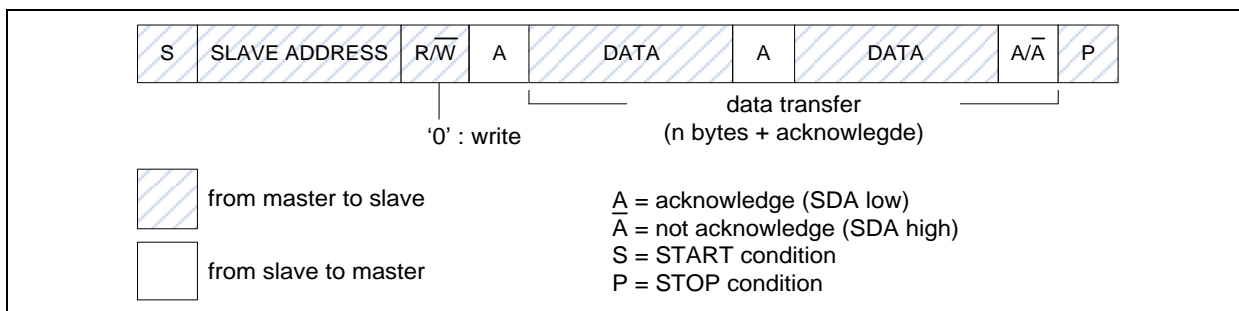 S SLAVE ADDRESS R/W̅ A DATA A DATA A/A̅ P
data transfer
(n bytes + acknowlegde)
‘0’ : write
from master to slave
from slave to master
A = acknowledge (SDA low)
A̅ = not acknowledge (SDA high)
S = START condition
P = STOP condition